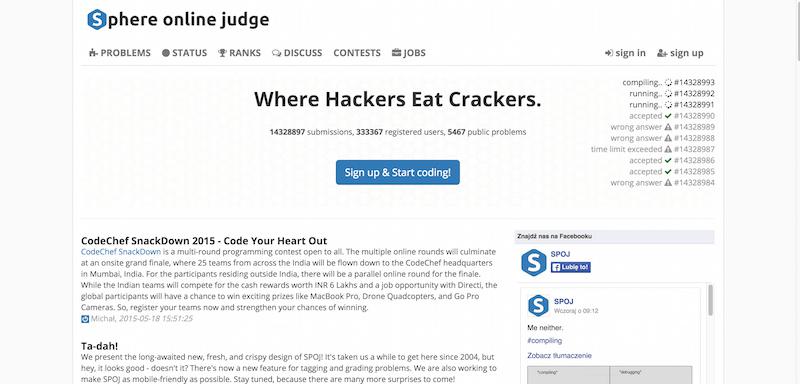 Sphere online judge
PROBLEMS STATUS RANKS DISCUSS CONTESTS JOBS sign in sign up
compiling.. #14328993
running.. #14328992
running.. #14328991
accepted #14328990
wrong answer #14328989
wrong answer #14328988
time limit exceeded #14328987
accepted #14328986
accepted #14328985
wrong answer #14328984
Where Hackers Eat Crackers.
14328897 submissions, 333367 registered users, 5467 public problems
Sign up & Start coding!
CodeChef SnackDown 2015 - Code Your Heart Out
CodeChef SnackDown is a multi-round programming contest open to all. The multiple online rounds will culminate
at an onsite grand finale, where 25 teams from across the India will be flown down to the CodeChef headquarters
in Mumbai, India. For the participants residing outside India, there will be a parallel online round for the finale.
While the Indian teams will compete for the cash rewards worth INR 6 Lakhs and a job opportunity with Directi, the
global participants will have a chance to win exciting prizes like MacBook Pro, Drone Quadcopters, and Go Pro
Cameras. So, register your teams now and strengthen your chances of winning.
Michał, 2015-05-18 15:51:25
Ta-dah!
We present the long-awaited new, fresh, and crispy design of SPOJ! It's taken us a while to get here since 2004, but
hey, it looks good - doesn't it? There's now a new feature for tagging and grading problems. We are also working to
make SPOJ as mobile-friendly as possible. Stay tuned, because there are many more surprises to come!
Znajdź nas na Facebooku
SPOJ
Lubię to!
SPOJ
Wczoraj o 09:12
Me neither.
#compiling
Zobacz tłumaczenie
"compiling" "debugging"